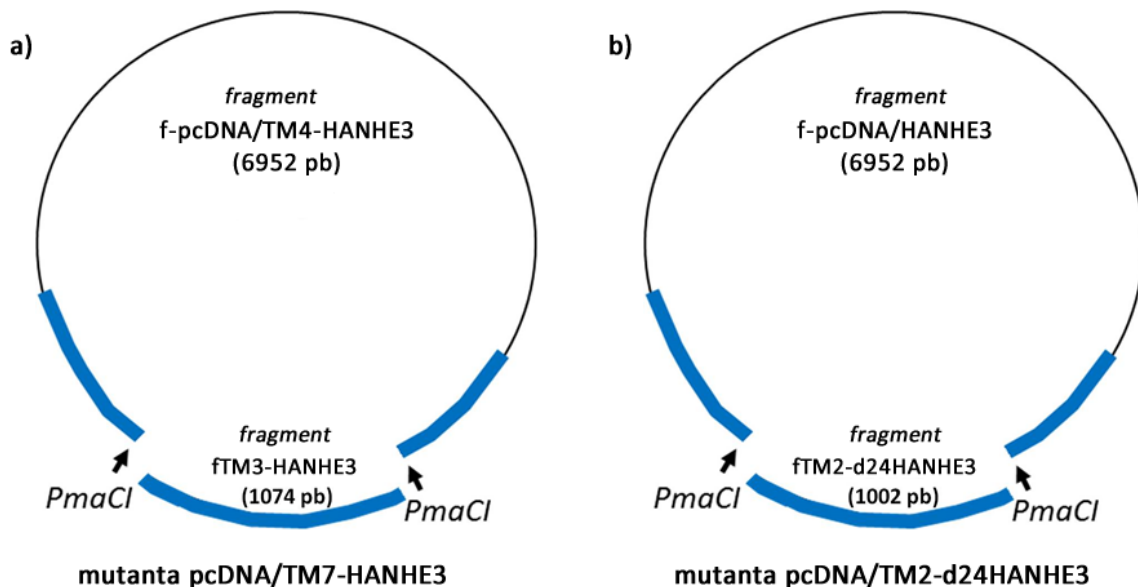 a)
fragment
f-pcDNA/TM4-HANHE3
(6952 pb)
fragment
fTM3-HANHE3
(1074 pb)
PmaCI
PmaCI
mutanta pcDNA/TM7-HANHE3
b)
fragment
f-pcDNA/HANHE3
(6952 pb)
fragment
fTM2-d24HANHE3
(1002 pb)
PmaCI
PmaCI
mutanta pcDNA/TM2-d24HANHE3